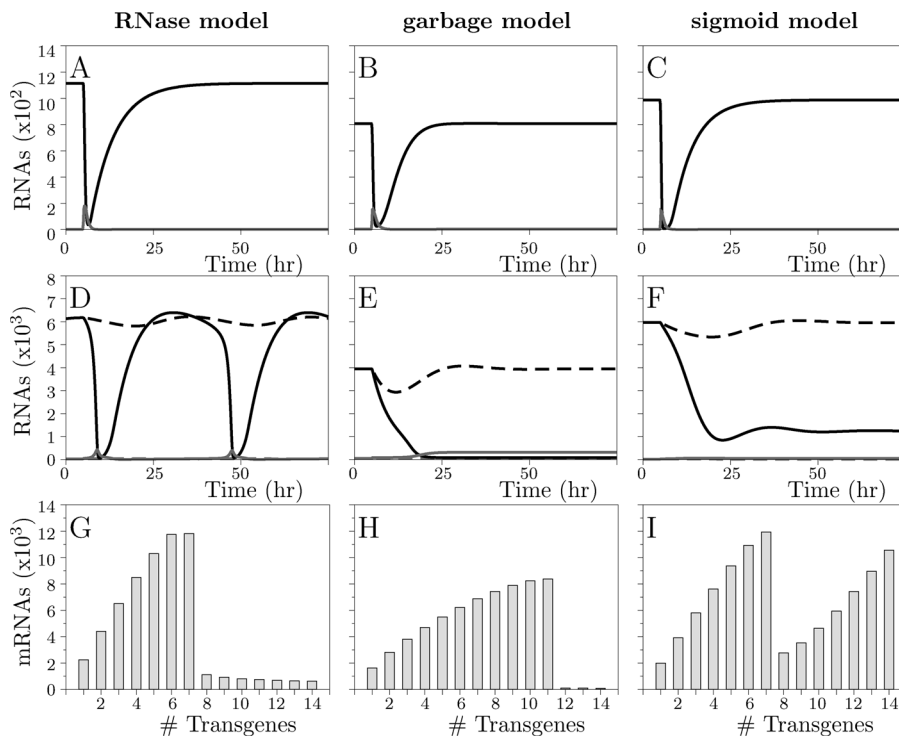 RNase model garbage model sigmoid model
RNAs (x10²)
14
12
10
8
6
4
2
0
A
B
C
0 25 50
Time (hr)
0 25 50
Time (hr)
0 25 50
Time (hr)
RNAs (x10³)
8
7
6
5
4
3
2
1
0
D
E
F
0 25 50
Time (hr)
0 25 50
Time (hr)
0 25 50
Time (hr)
mRNAs (x10³)
14
12
10
8
6
4
2
0
G
H
I
2 4 6 8 10 12 14
# Transgenes
2 4 6 8 10 12 14
# Transgenes
2 4 6 8 10 12 14
# Transgenes